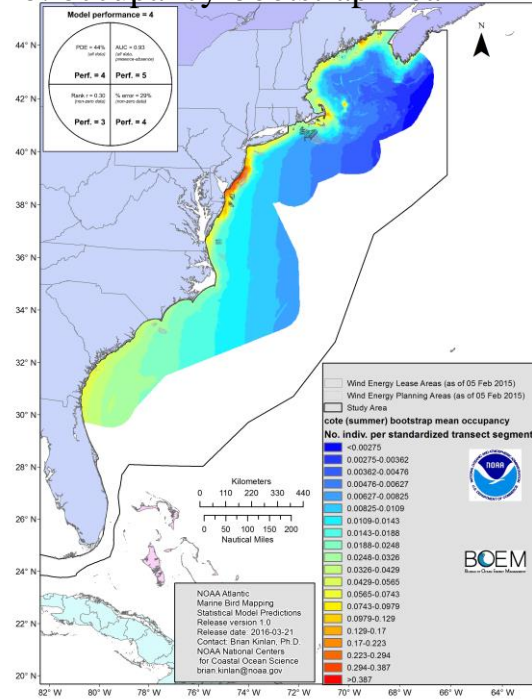 Model performance = 4
PDE = 44%
(all data)
Perf. = 4
AUC = 0.93
(all data,
presence-absence)
Perf. = 5
Rank r = 0.30
(non-zero data)
Perf. = 3
% error = 29%
(non-zero data)
Perf. = 4
N
44° N
42° N
40° N
38° N
36° N
34° N
32° N
30° N
28° N
26° N
24° N
22° N
20° N
Kilometers
0 110 220 330 440
0 50 100 150 200
Nautical Miles
NOAA Atlantic
Marine Bird Mapping
Statistical Model Predictions
Release version 1.0
Release date: 2016-03-21
Contact: Brian Kinlan, Ph.D.
NOAA National Centers
for Coastal Ocean Science
brian.kinlan@noaa.gov
Wind Energy Lease Areas (as of 05 Feb 2015)
Wind Energy Planning Areas (as of 05 Feb 2015)
Study Area
cote (summer) bootstrap mean occupancy
No. indiv. per standardized transect segment
<0.00275
0.00275-0.00362
0.00362-0.00476
0.00476-0.00627
0.00627-0.00825
0.00825-0.0109
0.0109-0.0143
0.0143-0.0188
0.0188-0.0248
0.0248-0.0326
0.0326-0.0429
0.0429-0.0565
0.0565-0.0743
0.0743-0.0979
0.0979-0.129
0.129-0.17
0.17-0.223
0.223-0.294
0.294-0.387
>0.387
NOAA
BOEM
82° W 80° W 78° W 76° W 74° W 72° W 70° W 68° W 66° W 64° W